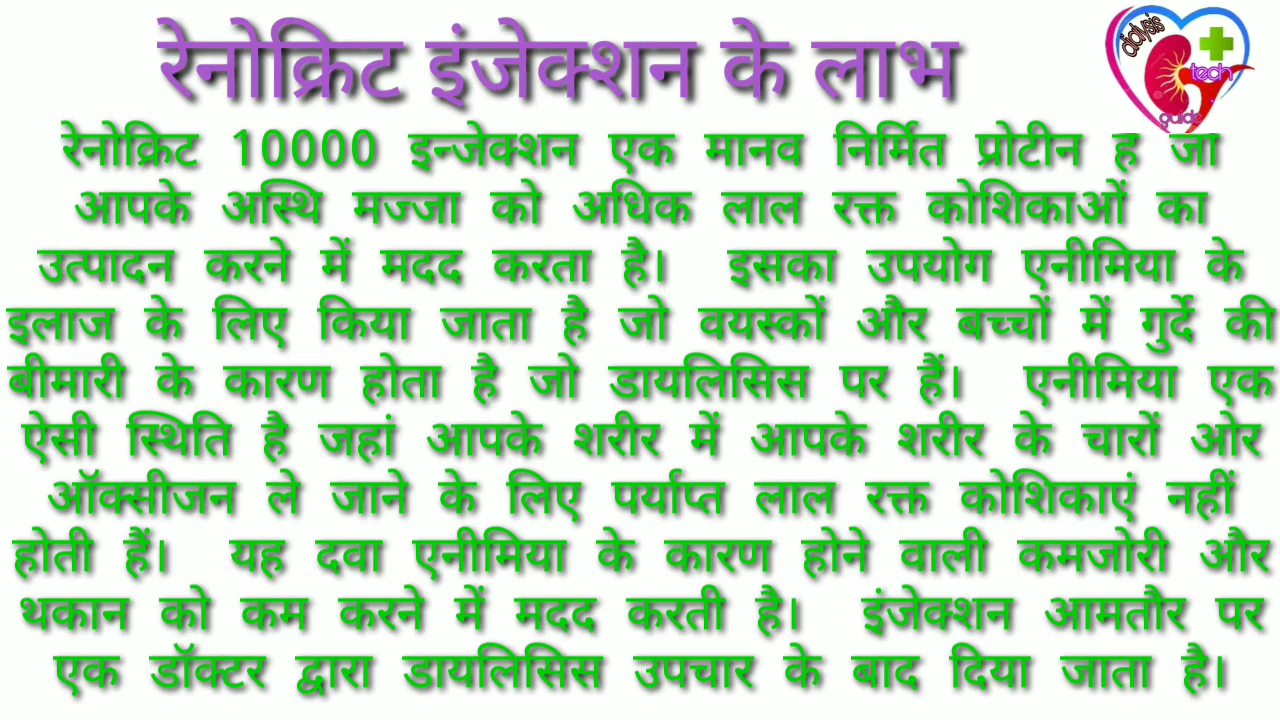 रेनोक्रिट इंजेक्शन के लाभ
dialysis
tech
guide
रेनोक्रिट 10000 इन्जेक्शन एक मानव निर्मित प्रोटीन ह जा
आपके अस्थि मज्जा को अधिक लाल रक्त कोशिकाओं का
उत्पादन करने में मदद करता है। इसका उपयोग एनीमिया के
इलाज के लिए किया जाता है जो वयस्कों और बच्चों में गुर्दे की
बीमारी के कारण होता है जो डायलिसिस पर हैं। एनीमिया एक
ऐसी स्थिति है जहां आपके शरीर में आपके शरीर के चारों ओर
ऑक्सीजन ले जाने के लिए पर्याप्त लाल रक्त कोशिकाएं नहीं
होती हैं। यह दवा एनीमिया के कारण होने वाली कमजोरी और
थकान को कम करने में मदद करती है। इंजेक्शन आमतौर पर
एक डॉक्टर द्वारा डायलिसिस उपचार के बाद दिया जाता है।